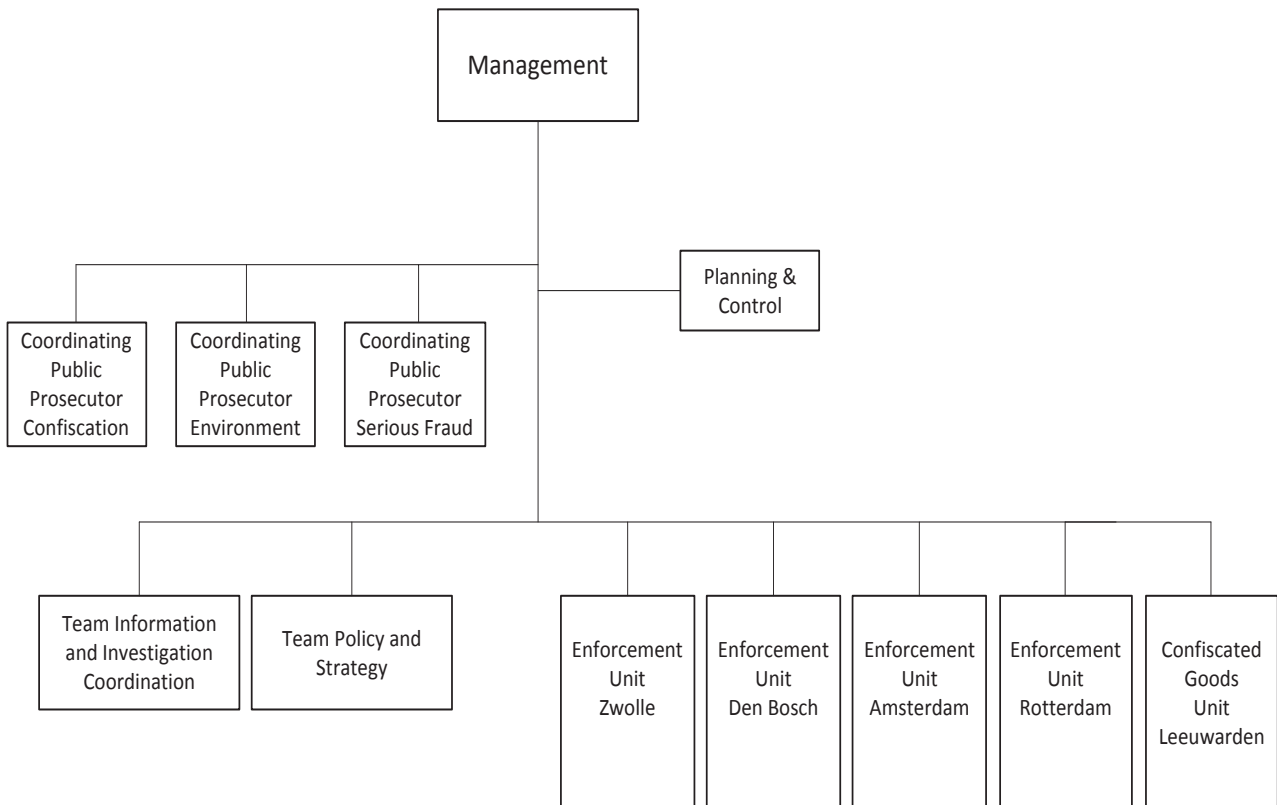 Management
Planning &
Control
Coordinating
Public
Prosecutor
Confiscation
Coordinating
Public
Prosecutor
Environment
Coordinating
Public
Prosecutor
Serious Fraud
Team Information
and Investigation
Coordination
Team Policy and
Strategy
Enforcement
Unit
Zwolle
Enforcement
Unit
Den Bosch
Enforcement
Unit
Amsterdam
Enforcement
Unit
Rotterdam
Confiscated
Goods
Unit
Leeuwarden